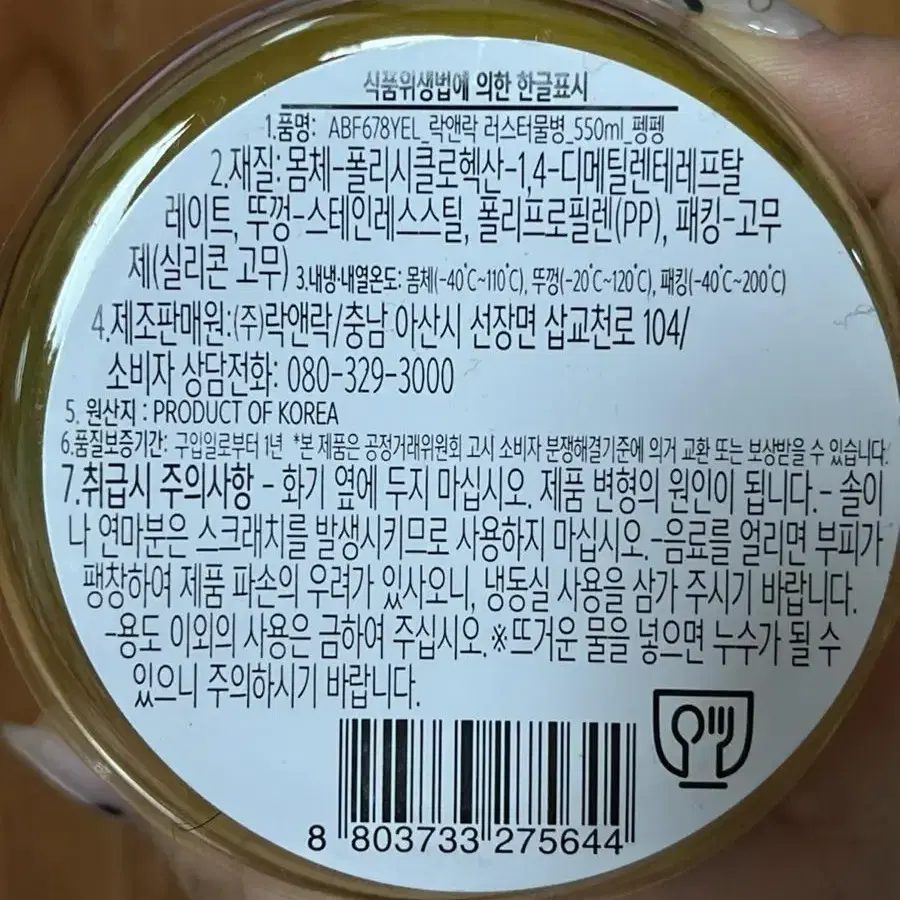 식품위생법에 의한 한글표시
1.품명: ABF678YEL_락앤락 러스터물병_550ml_펭펭
2.재질: 몸체-폴리시클로헥산-1,4-디메틸렌테레프탈
레이트, 뚜껑-스테인레스스틸, 폴리프로필렌(PP), 패킹-고무
제(실리콘 고무) 3.내냉·내열온도: 몸체(-40℃~110℃), 뚜껑(-20℃~120℃), 패킹(-40℃~200℃)
4.제조판매원:(주)락앤락/충남 아산시 선장면 삽교천로 104/
소비자 상담전화: 080-329-3000
5. 원산지 : PRODUCT OF KOREA
6.품질보증기간: 구입일로부터 1년 *본 제품은 공정거래위원회 고시 소비자 분쟁해결기준에 의거 교환 또는 보상받을 수 있습니다.
7.취급시 주의사항 - 화기 옆에 두지 마십시오. 제품 변형의 원인이 됩니다.- 솔이
나 연마분은 스크래치를 발생시키므로 사용하지 마십시오.-음료를 얼리면 부피가
팽창하여 제품 파손의 우려가 있사오니, 냉동실 사용을 삼가 주시기 바랍니다.
-용도 이외의 사용은 금하여 주십시오.※뜨거운 물을 넣으면 누수가 될 수
있으니 주의하시기 바랍니다.
8 803733 275644